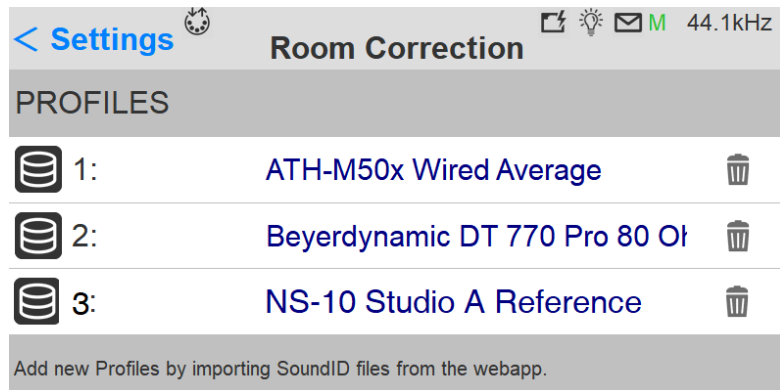 < Settings
Room Correction
M 44.1kHz
PROFILES
1: ATH-M50x Wired Average
2: Beyerdynamic DT 770 Pro 80 Oh
3: NS-10 Studio A Reference
Add new Profiles by importing SoundID files from the webapp.